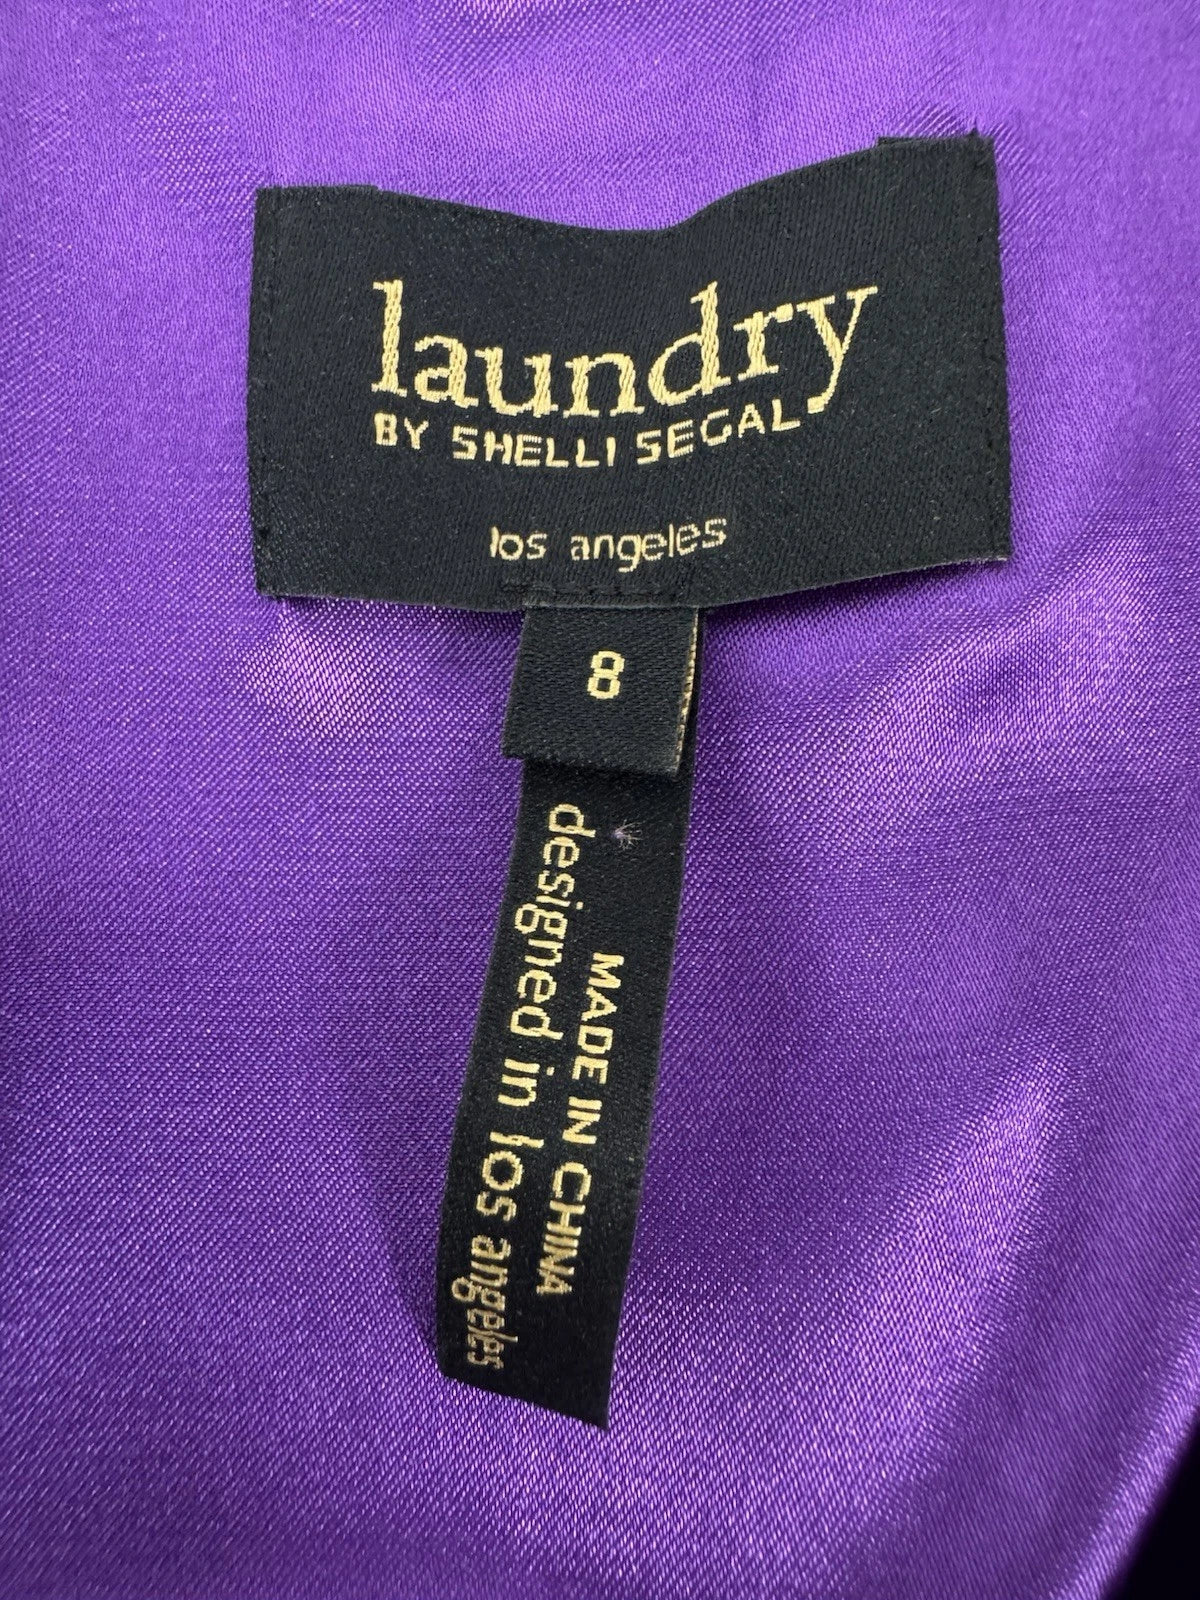 laundry
BY SHELLI SEGAL
los angeles
8
MADE IN CHINA
designed in los angeles